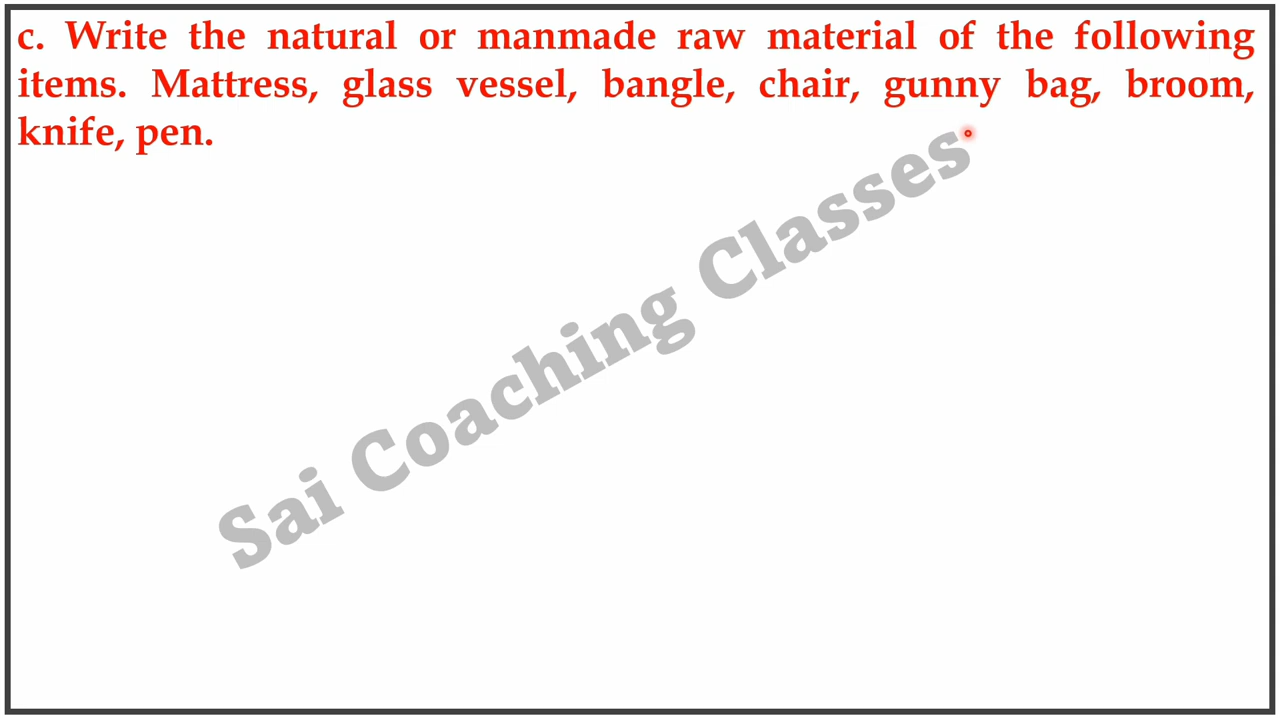 c. Write the natural or manmade raw material of the following
items. Mattress, glass vessel, bangle, chair, gunny bag, broom,
knife, pen.
Sai Coaching Classes